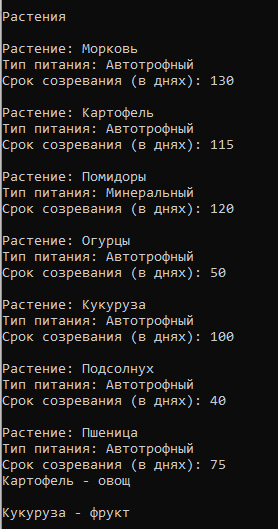 Растения
Растение: Морковь
Тип питания: Автотрофный
Срок созревания (в днях): 130
Растение: Картофель
Тип питания: Автотрофный
Срок созревания (в днях): 115
Растение: Помидоры
Тип питания: Минеральный
Срок созревания (в днях): 120
Растение: Огурцы
Тип питания: Автотрофный
Срок созревания (в днях): 50
Растение: Кукуруза
Тип питания: Автотрофный
Срок созревания (в днях): 100
Растение: Подсолнух
Тип питания: Автотрофный
Срок созревания (в днях): 40
Растение: Пшеница
Тип питания: Автотрофный
Срок созревания (в днях): 75
Картофель - овощ
Кукуруза - фрукт